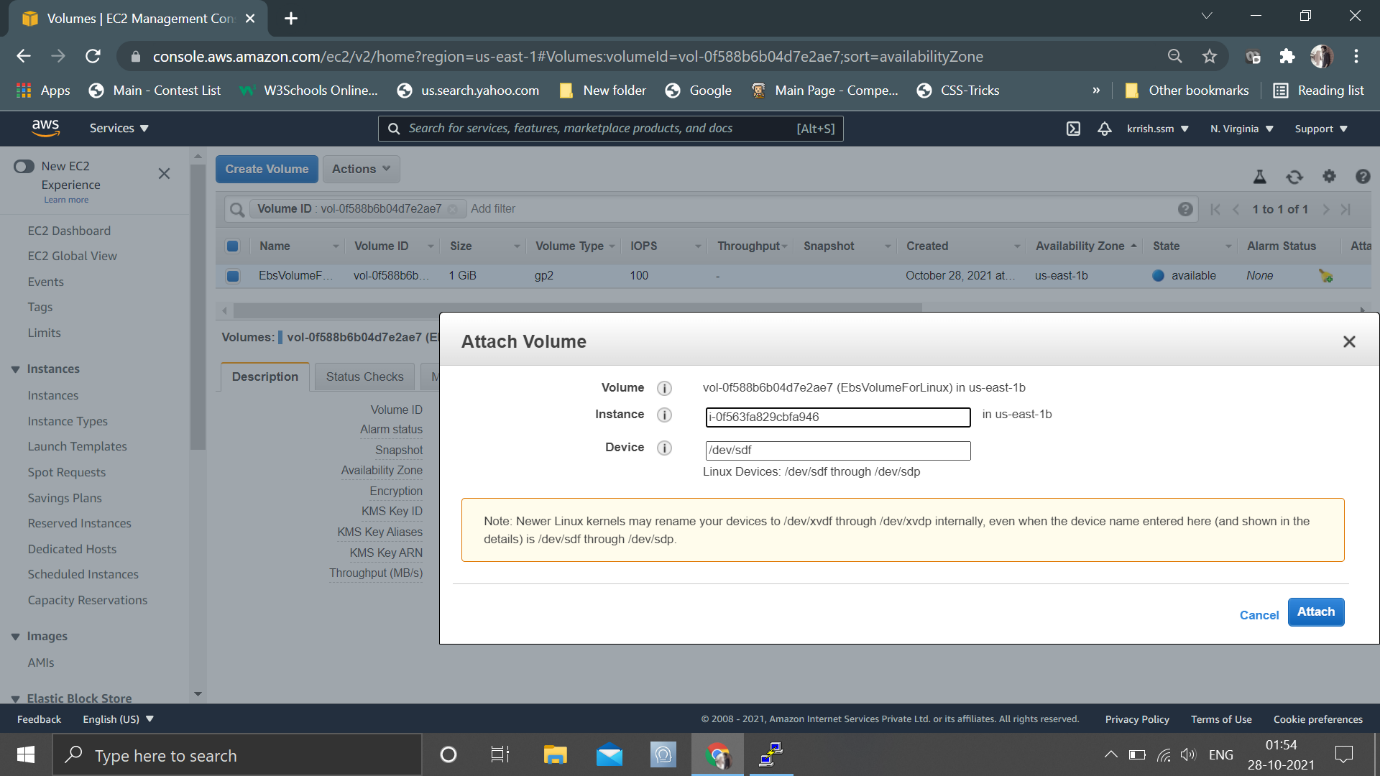 Volumes | EC2 Management Con
console.aws.amazon.com/ec2/v2/home?region=us-east-1#Volumes:volumeId=vol-0f588b6b04d7e2ae7;sort=availabilityZone
Apps Main - Contest List W3Schools Online... us.search.yahoo.com New folder Google Main Page - Compe... CSS-Tricks » Other bookmarks Reading list
aws Services Search for services, features, marketplace products, and docs [Alt+S] krrish.ssm N. Virginia Support
New EC2
Experience
Learn more
EC2 Dashboard
EC2 Global View
Events
Tags
Limits
Instances
Instances
Instance Types
Launch Templates
Spot Requests
Savings Plans
Reserved Instances
Dedicated Hosts
Scheduled Instances
Capacity Reservations
Images
AMIs
Elastic Block Store
Create Volume Actions
Volume ID : vol-0f588b6b04d7e2ae7 Add filter 1 to 1 of 1
Name Volume ID Size Volume Type IOPS Throughput Snapshot Created Availability Zone State Alarm Status Atta
EbsVolumeF... vol-0f588b6b... 1 GiB gp2 100 - October 28, 2021 at... us-east-1b available None
Volumes: vol-0f588b6b04d7e2ae7 (E
Description Status Checks M
Volume ID
Alarm status
Snapshot
Availability Zone
Encryption
KMS Key ID
KMS Key Aliases
KMS Key ARN
Throughput (MB/s)
Attach Volume
Volume i vol-0f588b6b04d7e2ae7 (EbsVolumeForLinux) in us-east-1b
Instance i i-0f563fa829cbfa946 in us-east-1b
Device i /dev/sdf
Linux Devices: /dev/sdf through /dev/sdp
Note: Newer Linux kernels may rename your devices to /dev/xvdf through /dev/xvdp internally, even when the device name entered here (and shown in the
details) is /dev/sdf through /dev/sdp.
Cancel Attach
Feedback English (US) © 2008 - 2021, Amazon Internet Services Private Ltd. or its affiliates. All rights reserved. Privacy Policy Terms of Use Cookie preferences
Type here to search ENG 01:54
28-10-2021